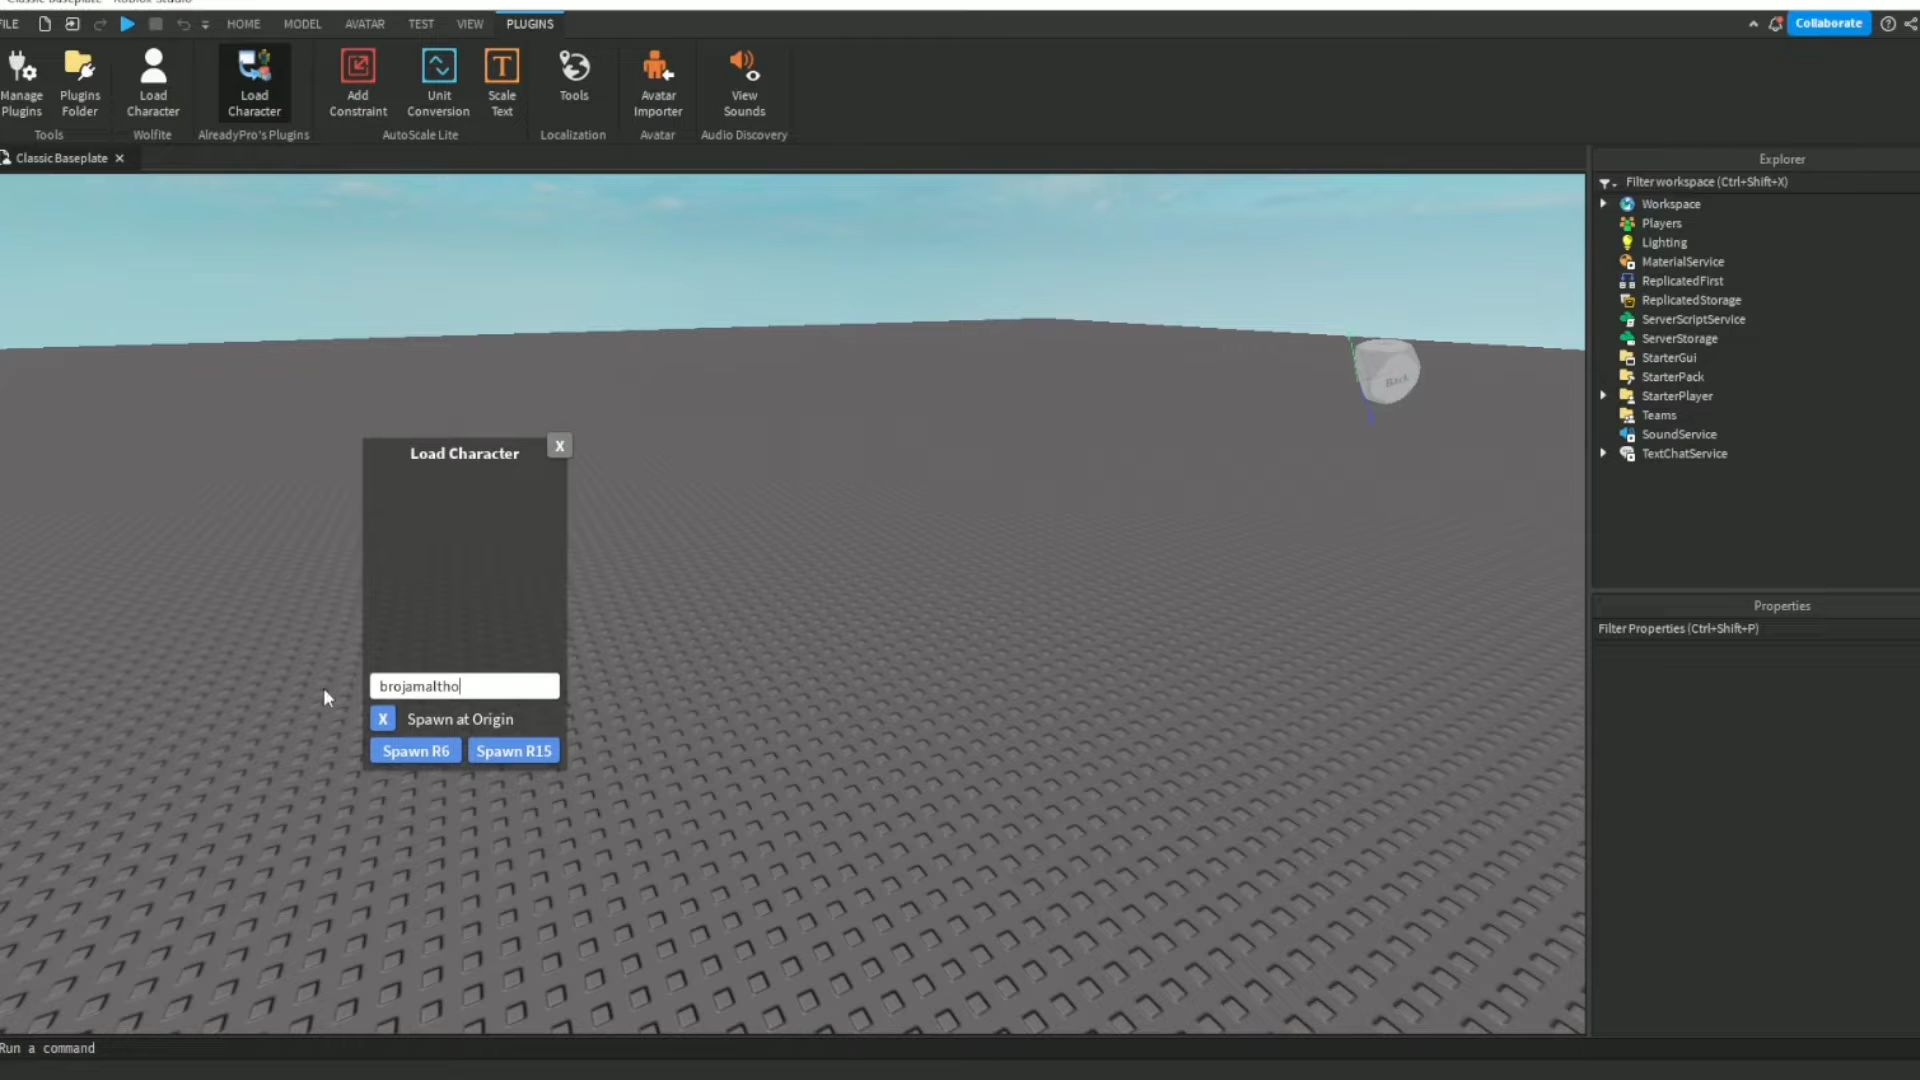 FILE HOME MODEL AVATAR TEST VIEW PLUGINS Collaborate
Manage Plugins
Plugins Folder
Load Character
Load Character
Add Constraint
Unit Conversion
Scale Text
Tools
Avatar Importer
View Sounds
Tools Wolfite AlreadyPro's Plugins AutoScale Lite Localization Avatar Audio Discovery
Classic Baseplate
Explorer
Filter workspace (Ctrl+Shift+X)
Workspace
Players
Lighting
MaterialService
ReplicatedFirst
ReplicatedStorage
ServerScriptService
ServerStorage
StarterGui
StarterPack
StarterPlayer
Teams
SoundService
TextChatService
Back
Load Character X
brojamaltho
X Spawn at Origin
Spawn R6 Spawn R15
Properties
Filter Properties (Ctrl+Shift+P)
Run a command